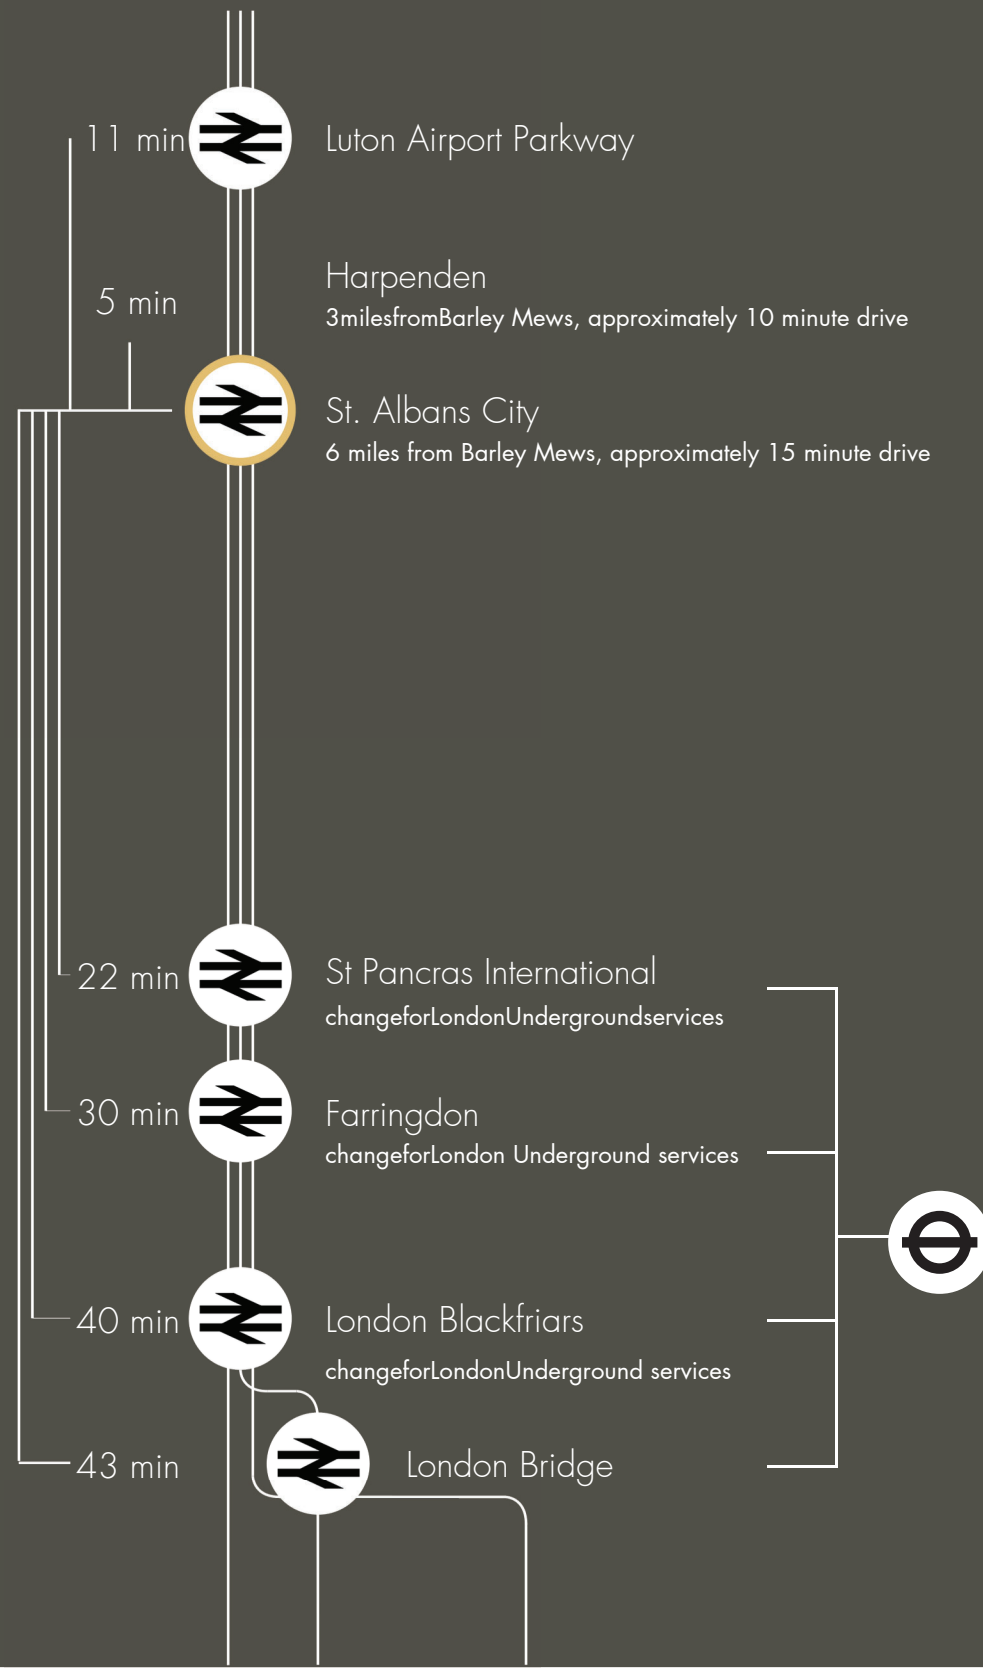 11 min
Luton Airport Parkway
Harpenden
5 min
3milesfromBarley Mews, approximately 10 minute drive
St. Albans City
6 miles from Barley Mews, approximately 15 minute drive
22 min
St Pancras International
changeforLondonUndergroundservices
30 min
Farringdon
changeforLondon Underground services
40 min
London Blackfriars
changeforLondonUnderground services
43 min
London Bridge